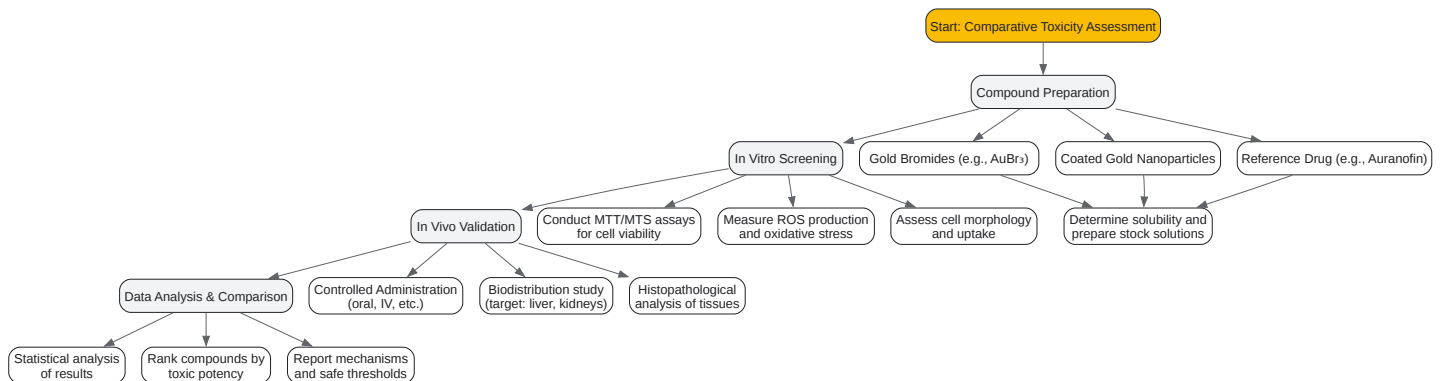 Start: Comparative Toxicity Assessment
Compound Preparation
In Vitro Screening
Gold Bromides (e.g., AuBr₃)
Coated Gold Nanoparticles
Reference Drug (e.g., Auranofin)
In Vivo Validation
Conduct MTT/MTS assays
for cell viability
Measure ROS production
and oxidative stress
Assess cell morphology
and uptake
Determine solubility and
prepare stock solutions
Data Analysis & Comparison
Controlled Administration
(oral, IV, etc.)
Biodistribution study
(target: liver, kidneys)
Histopathological
analysis of tissues
Statistical analysis
of results
Rank compounds by
toxic potency
Report mechanisms
and safe thresholds